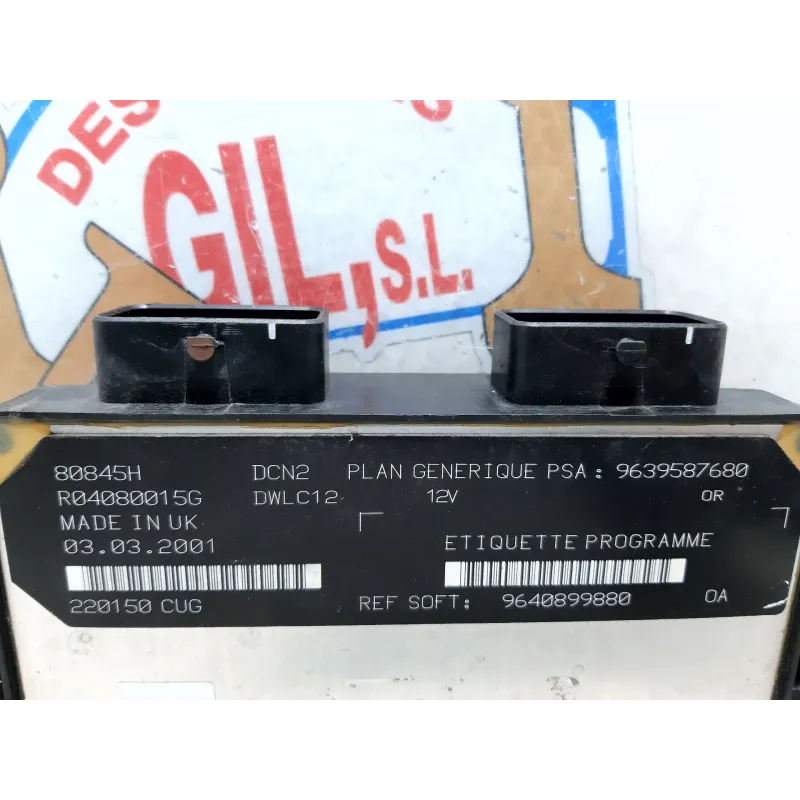 DES
GIL, S.L.
80845H DCN2 PLAN GENERIQUE PSA : 9639587680
R04080015G DWLC12 12V OR
MADE IN UK
03.03.2001 ETIQUETTE PROGRAMME
220150 CUG REF SOFT: 9640899880 OA